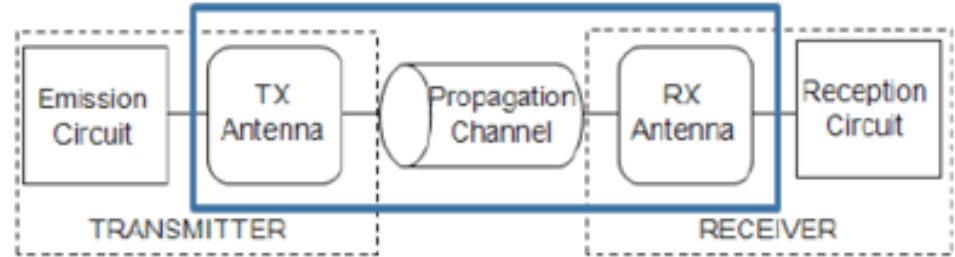 Emission
Circuit
TX
Antenna
Propagation
Channel
RX
Antenna
Reception
Circuit
TRANSMITTER
RECEIVER